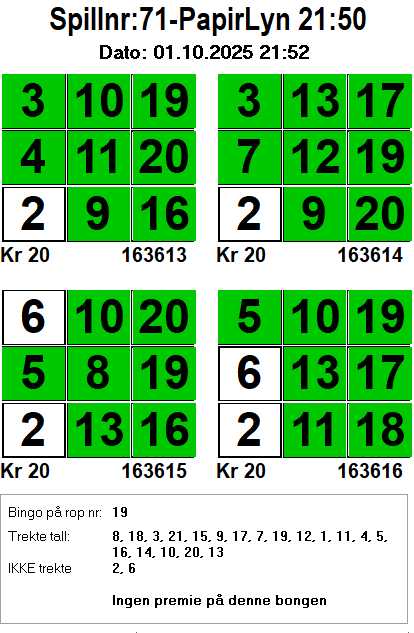 Spillnr:71-PapirLyn 21:50
Dato: 01.10.2025 21:52
3 10 19
4 11 20
2 9 16
Kr 20 163613
3 13 17
7 12 19
2 9 20
Kr 20 163614
6 10 20
5 8 19
2 13 16
Kr 20 163615
5 10 19
6 13 17
2 11 18
Kr 20 163616
Bingo på rop nr: 19
Trekte tall: 8, 18, 3, 21, 15, 9, 17, 7, 19, 12, 1, 11, 4, 5,
16, 14, 10, 20, 13
IKKE trekte 2, 6
Ingen premie på denne bongen